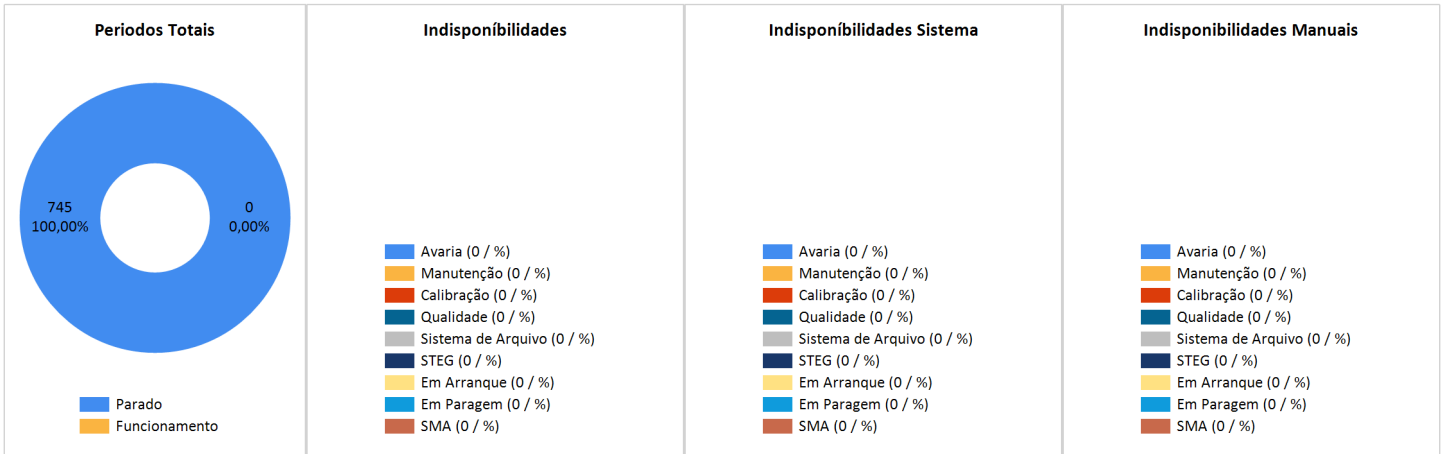 Periodos Totais
745
100,00%
0
0,00%
Parado
Funcionamento
Indisponíbilidades
Avaria (0 / %)
Manutenção (0 / %)
Calibração (0 / %)
Qualidade (0 / %)
Sistema de Arquivo (0 / %)
STEG (0 / %)
Em Arranque (0 / %)
Em Paragem (0 / %)
SMA (0 / %)
Indisponíbilidades Sistema
Avaria (0 / %)
Manutenção (0 / %)
Calibração (0 / %)
Qualidade (0 / %)
Sistema de Arquivo (0 / %)
STEG (0 / %)
Em Arranque (0 / %)
Em Paragem (0 / %)
SMA (0 / %)
Indisponíbilidades Manuais
Avaria (0 / %)
Manutenção (0 / %)
Calibração (0 / %)
Qualidade (0 / %)
Sistema de Arquivo (0 / %)
STEG (0 / %)
Em Arranque (0 / %)
Em Paragem (0 / %)
SMA (0 / %)